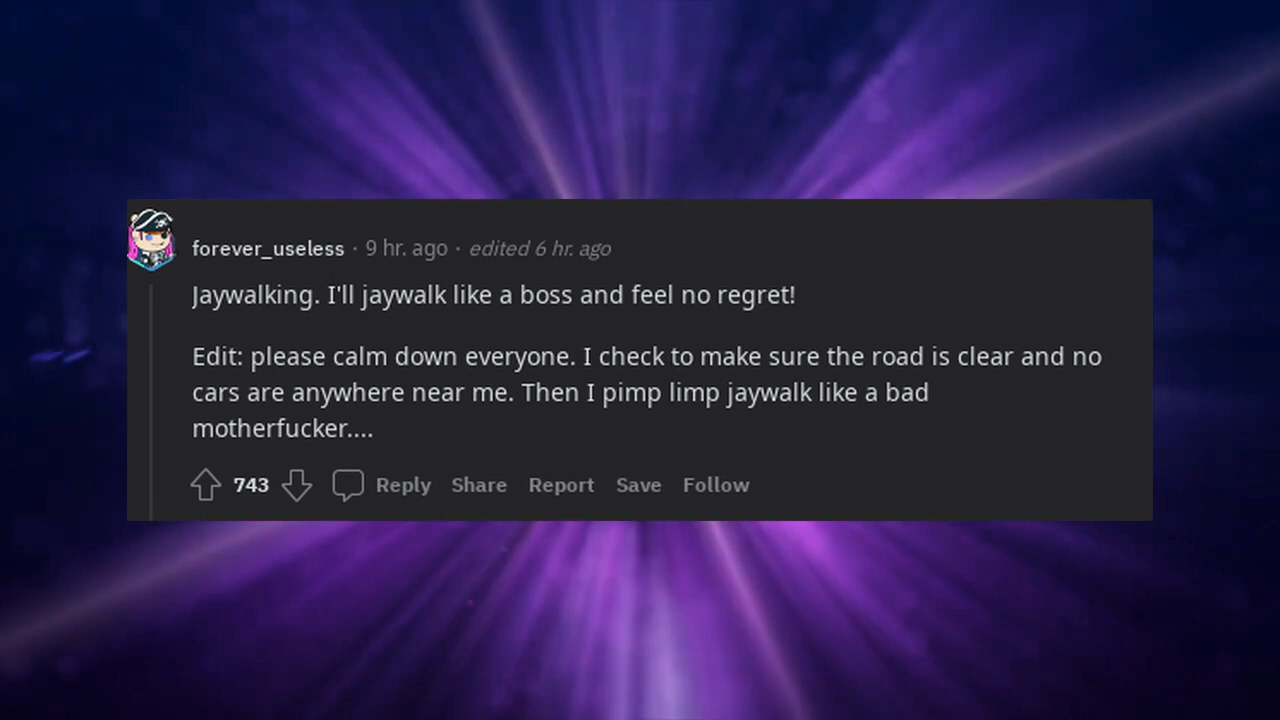 forever_useless · 9 hr. ago · edited 6 hr. ago
Jaywalking. I'll jaywalk like a boss and feel no regret!
Edit: please calm down everyone. I check to make sure the road is clear and no
cars are anywhere near me. Then I pimp limp jaywalk like a bad
motherfucker....
743 Reply Share Report Save Follow